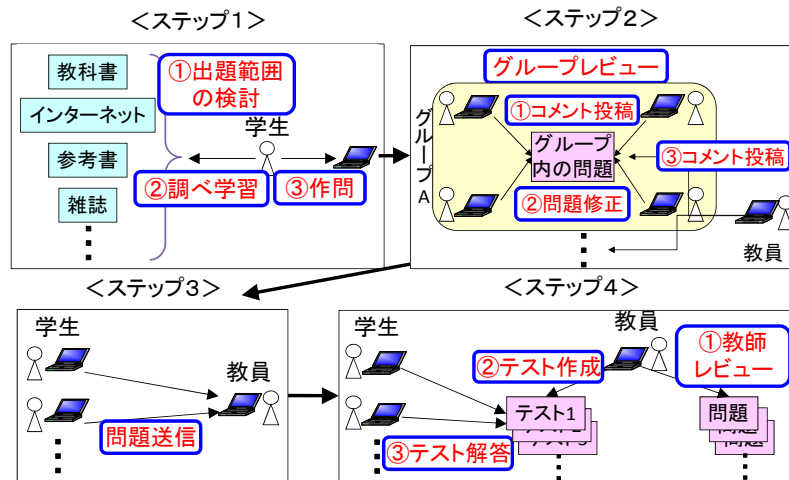 ＜ステップ１＞
教科書
インターネット
参考書
雑誌
①出題範囲
の検討
学生
②調べ学習
③作問
＜ステップ２＞
グループレビュー
グループA
①コメント投稿
グループ
内の問題
③コメント投稿
②問題修正
教員
＜ステップ３＞
学生
教員
問題送信
＜ステップ４＞
学生
教員
①教師
レビュー
②テスト作成
テスト1
問題
③テスト解答